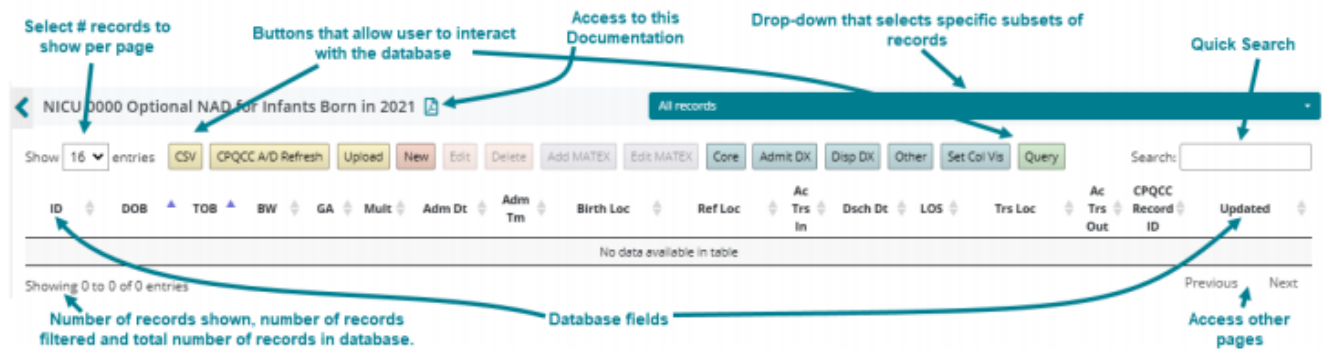 Select # records to
show per page
Buttons that allow user to interact
with the database
Access to this
Documentation
Drop-down that selects specific subsets of
records
Quick Search
NICU 0000 Optional NAD for Infants Born in 2021
All records
Show 16 entries CSV CPQCC A/D Refresh Upload New Edit Delete Add MATEX Edit MATEX Core Admit DX Disp DX Other Set Col Vis Query Search:
ID DOB TOB BW GA Mult Adm Dt Adm Tm Birth Loc Ref Loc Ac Trs In Dsch Dt LOS Trs Loc Ac Trs Out CPQCC Record ID Updated
No data available in table
Showing 0 to 0 of 0 entries
Previous Next
Number of records shown, number of records
filtered and total number of records in database.
Database fields
Access other
pages